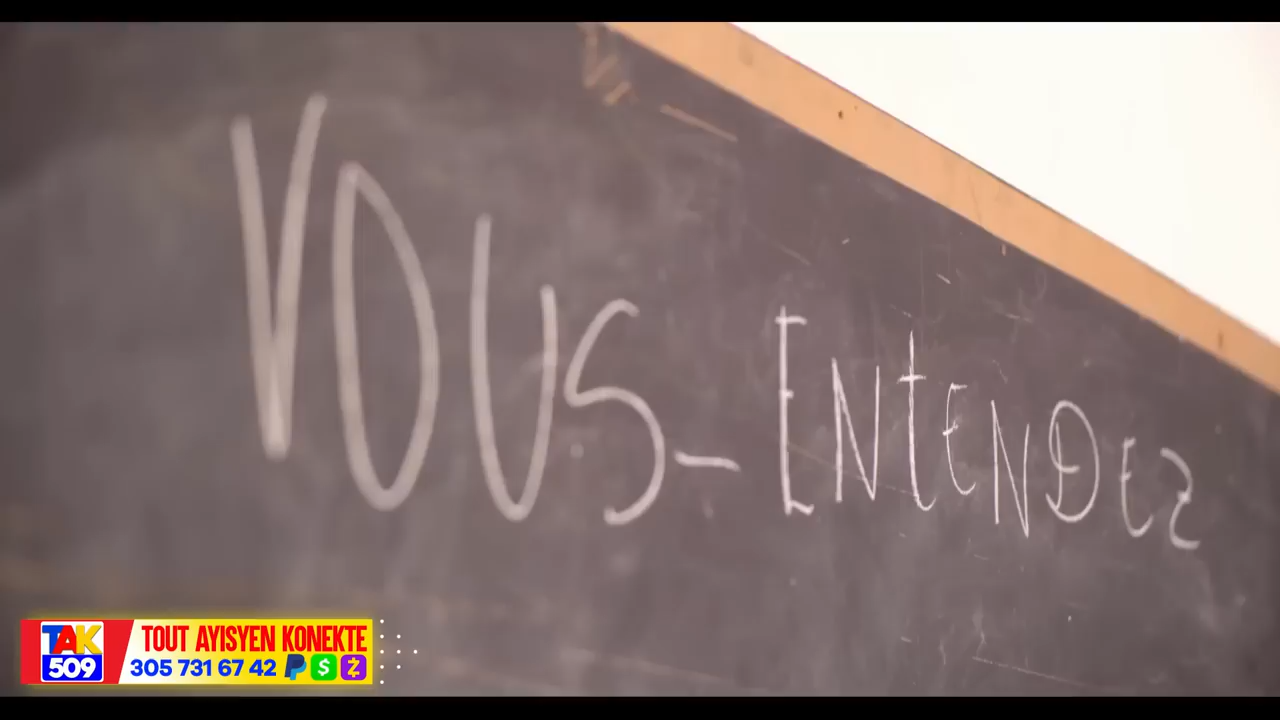 VOUS-ENtENDEZ
TAK
509
TOUT AYISYEN KONEKTE
305 731 67 42